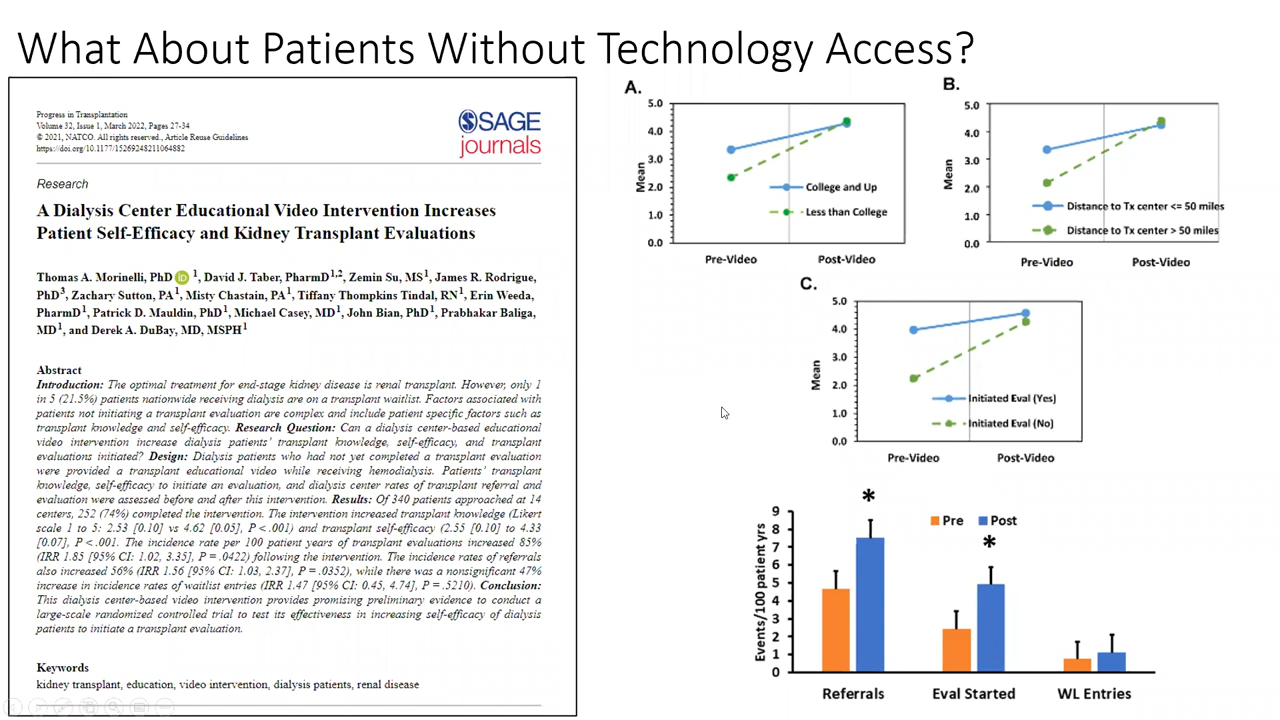 What About Patients Without Technology Access?
Progress in Transplantation
Volume 32, Issue 1, March 2022, Pages 27-34
© 2021, NATCO. All rights reserved., Article Reuse Guidelines
https://doi.org/10.1177/15269248211064882
SAGE
journals
Research
A Dialysis Center Educational Video Intervention Increases
Patient Self-Efficacy and Kidney Transplant Evaluations
Thomas A. Morinelli, PhD iD 1, David J. Taber, PharmD1,2, Zemin Su, MS1, James R. Rodrigue,
PhD3, Zachary Sutton, PA1, Misty Chastain, PA1, Tiffany Thompkins Tindal, RN1, Erin Weeda,
PharmD1, Patrick D. Mauldin, PhD1, Michael Casey, MD1, John Bian, PhD1, Prabhakar Baliga,
MD1, and Derek A. DuBay, MD, MSPH1
Abstract
Introduction: The optimal treatment for end-stage kidney disease is renal transplant. However, only 1
in 5 (21.5%) patients nationwide receiving dialysis are on a transplant waitlist. Factors associated with
patients not initiating a transplant evaluation are complex and include patient specific factors such as
transplant knowledge and self-efficacy. Research Question: Can a dialysis center-based educational
video intervention increase dialysis patients' transplant knowledge, self-efficacy, and transplant
evaluations initiated? Design: Dialysis patients who had not yet completed a transplant evaluation
were provided a transplant educational video while receiving hemodialysis. Patients' transplant
knowledge, self-efficacy to initiate an evaluation, and dialysis center rates of transplant referral and
evaluation were assessed before and after this intervention. Results: Of 340 patients approached at 14
centers, 252 (74%) completed the intervention. The intervention increased transplant knowledge (Likert
scale 1 to 5: 2.53 [0.10] vs 4.62 [0.05], P < .001) and transplant self-efficacy (2.55 [0.10] to 4.33
[0.07], P < .001. The incidence rate per 100 patient years of transplant evaluations increased 85%
(IRR 1.85 [95% CI: 1.02, 3.35], P = .0422) following the intervention. The incidence rates of referrals
also increased 56% (IRR 1.56 [95% CI: 1.03, 2.37], P = .0352), while there was a nonsignificant 47%
increase in incidence rates of waitlist entries (IRR 1.47 [95% CI: 0.45, 4.74], P = .5210). Conclusion:
This dialysis center-based video intervention provides promising preliminary evidence to conduct a
large-scale randomized controlled trial to test its effectiveness in increasing self-efficacy of dialysis
patients to initiate a transplant evaluation.
Keywords
kidney transplant, education, video intervention, dialysis patients, renal disease
A.
5.0
4.0
3.0
2.0
1.0
0.0
Mean
College and Up
Less than College
Pre-Video Post-Video
B.
5.0
4.0
3.0
2.0
1.0
0.0
Mean
Distance to Tx center <= 50 miles
Distance to Tx center > 50 miles
Pre-Video Post-Video
C.
5.0
4.0
3.0
2.0
1.0
0.0
Mean
Initiated Eval (Yes)
Initiated Eval (No)
Pre-Video Post-Video
9
8
7
6
5
4
3
2
1
0
Events/100 patient yrs
Pre Post
*
*
Referrals Eval Started WL Entries